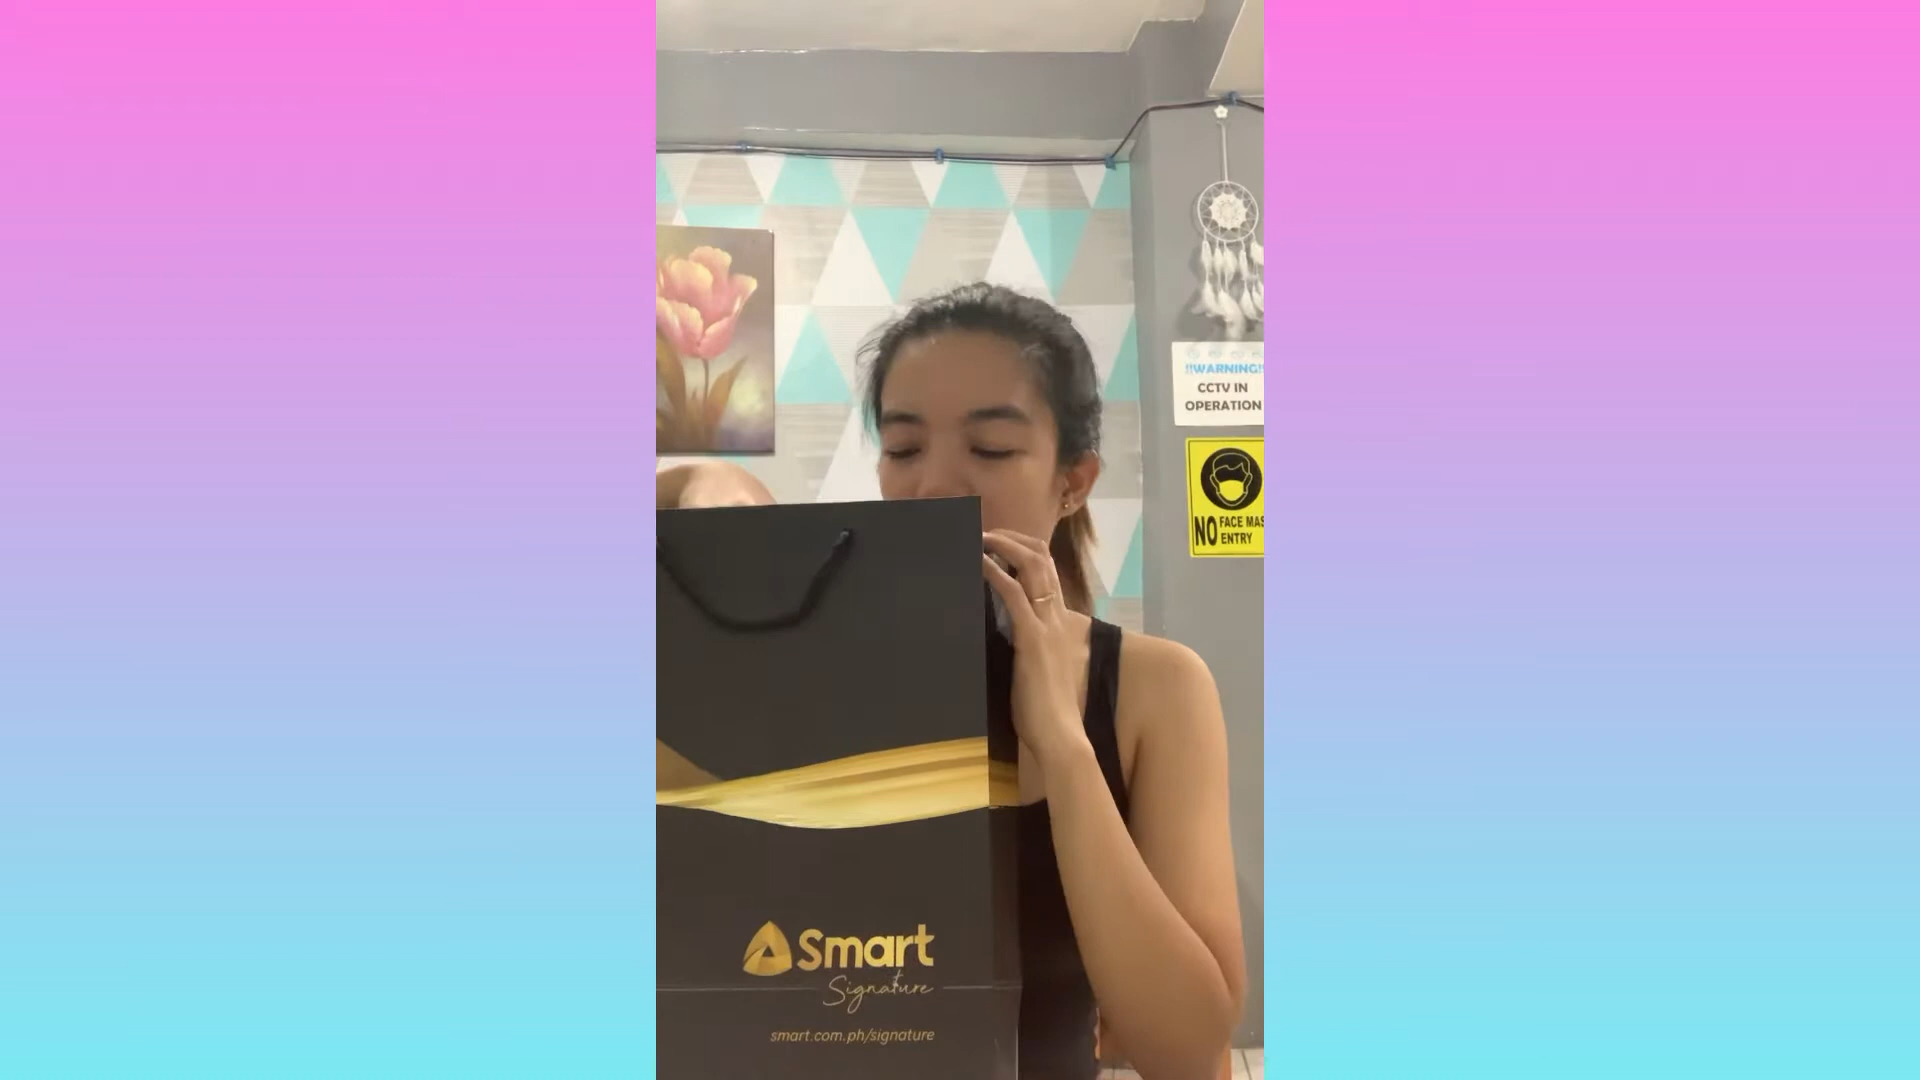 !!WARNING!!
CCTV IN
OPERATION
NO FACE MAS
ENTRY
Smart
Signature
smart.com.ph/signature